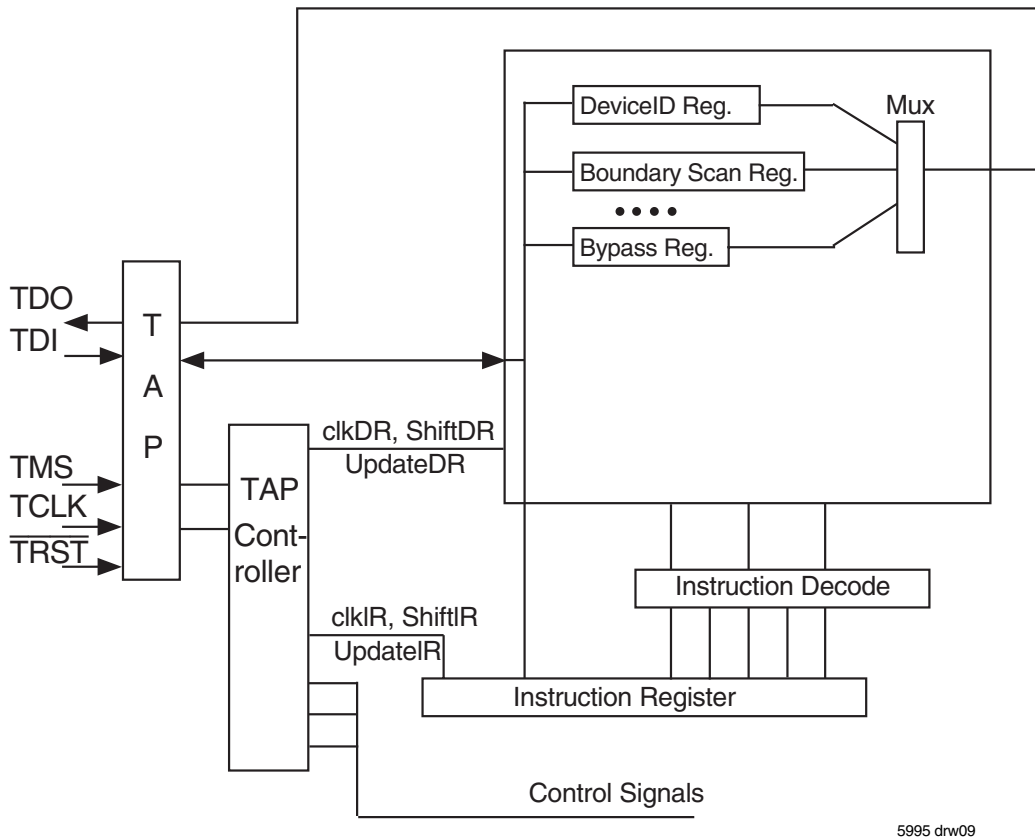 DeviceID Reg.
Mux
Boundary Scan Reg.
Bypass Reg.
TDO
TDI
T
A
P
TMS
TCLK
TRST
clkDR, ShiftDR
UpdateDR
TAP
Cont-
roller
Instruction Decode
clkIR, ShiftIR
UpdateIR
Instruction Register
Control Signals
5995 drw09